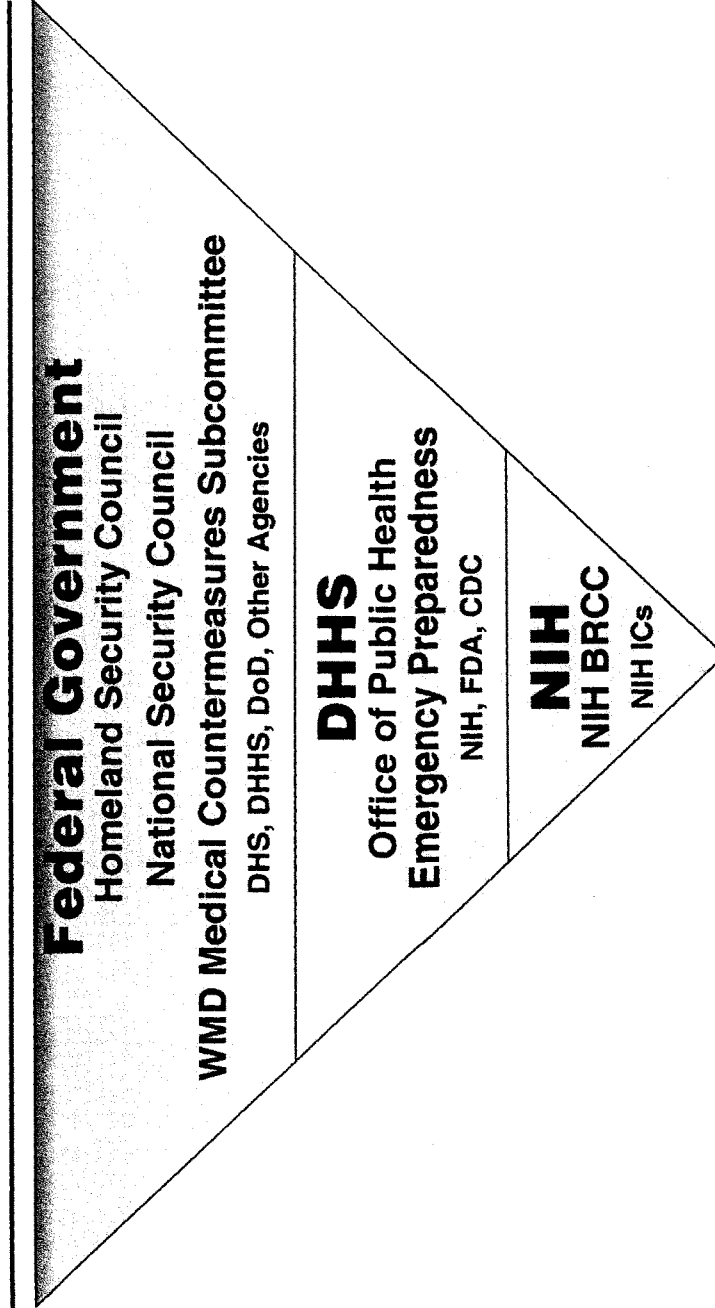 Federal Government
Homeland Security Council
National Security Council
WMD Medical Countermeasures Subcommittee
DHS, DHHS, DoD, Other Agencies
DHHS
Office of Public Health
Emergency Preparedness
NIH, FDA, CDC
NIH
NIH BRCC
NIH ICs